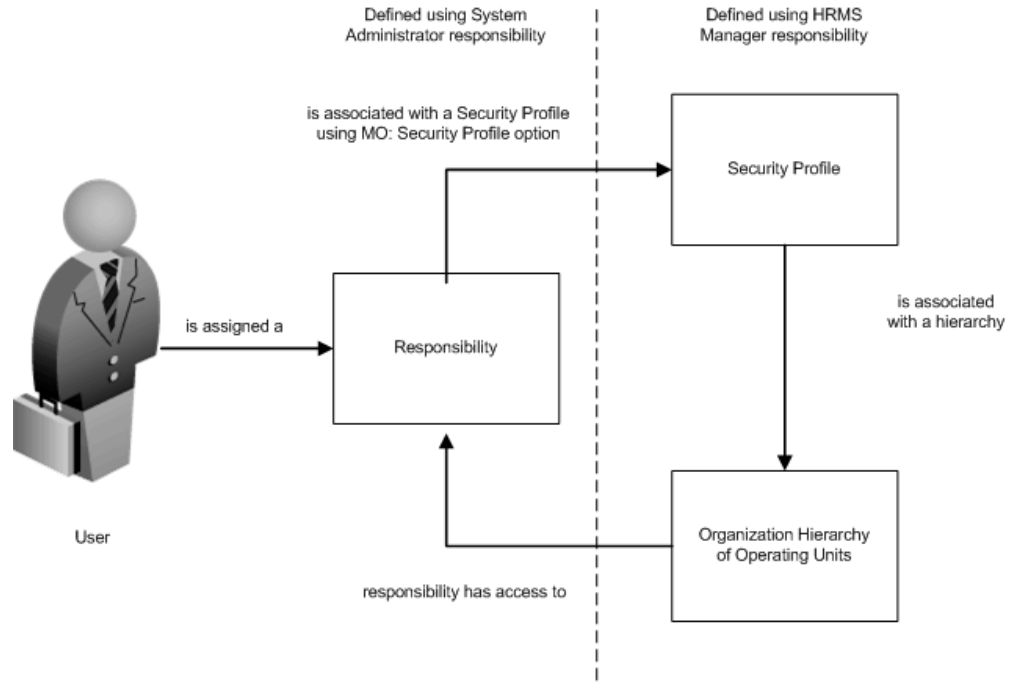 Defined using System
Administrator responsibility
Defined using HRMS
Manager responsibility
is associated with a Security Profile
using MO: Security Profile option
Security Profile
is assigned a
Responsibility
is associated
with a hierarchy
User
Organization Hierarchy
of Operating Units
responsibility has access to